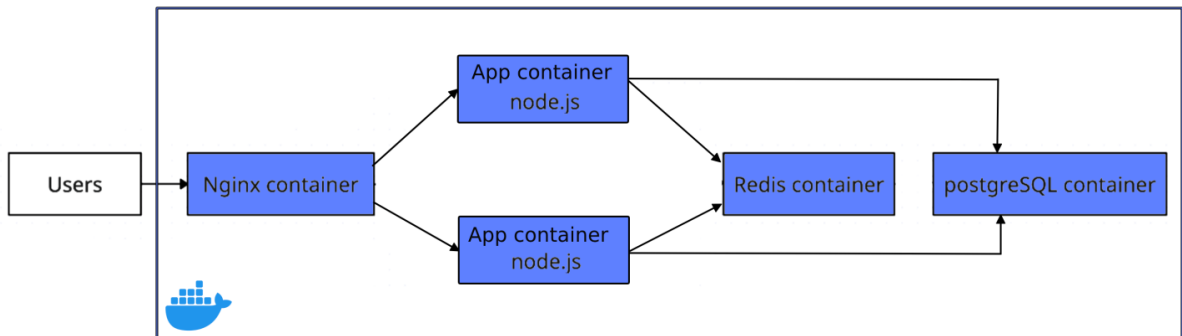 App container
node.js
Users
Nginx container
Redis container
postgreSQL container
App container
node.js